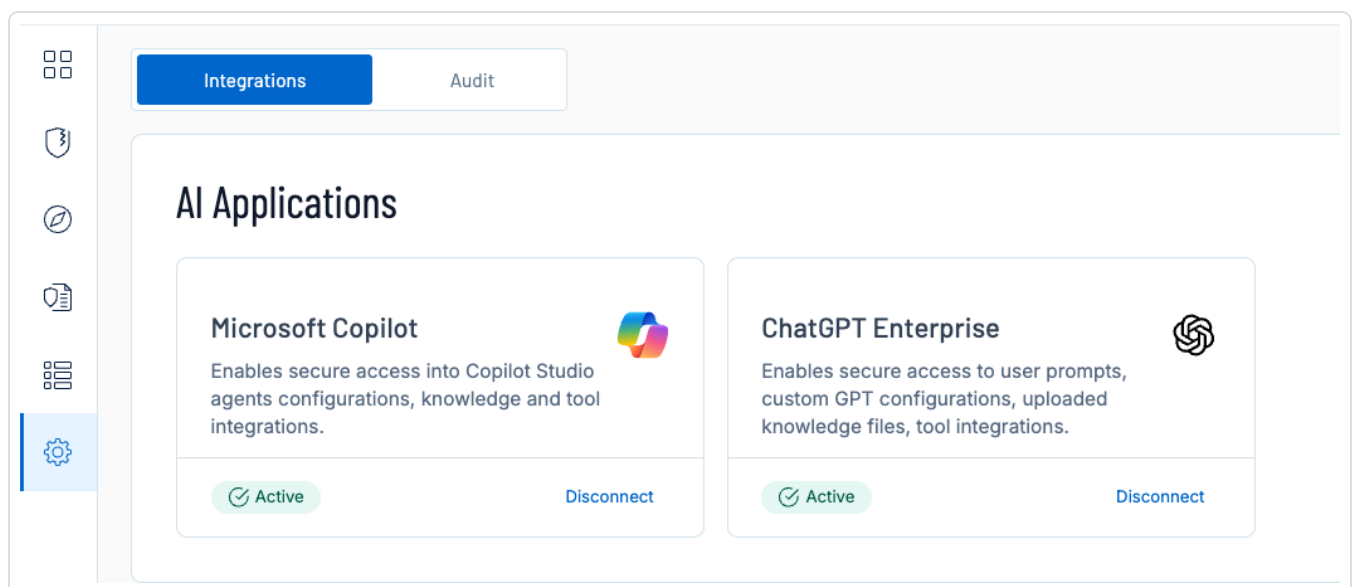 Integrations
Audit
AI Applications
Microsoft Copilot
Enables secure access into Copilot Studio
agents configurations, knowledge and tool
integrations.
Active
Disconnect
ChatGPT Enterprise
Enables secure access to user prompts,
custom GPT configurations, uploaded
knowledge files, tool integrations.
Active
Disconnect